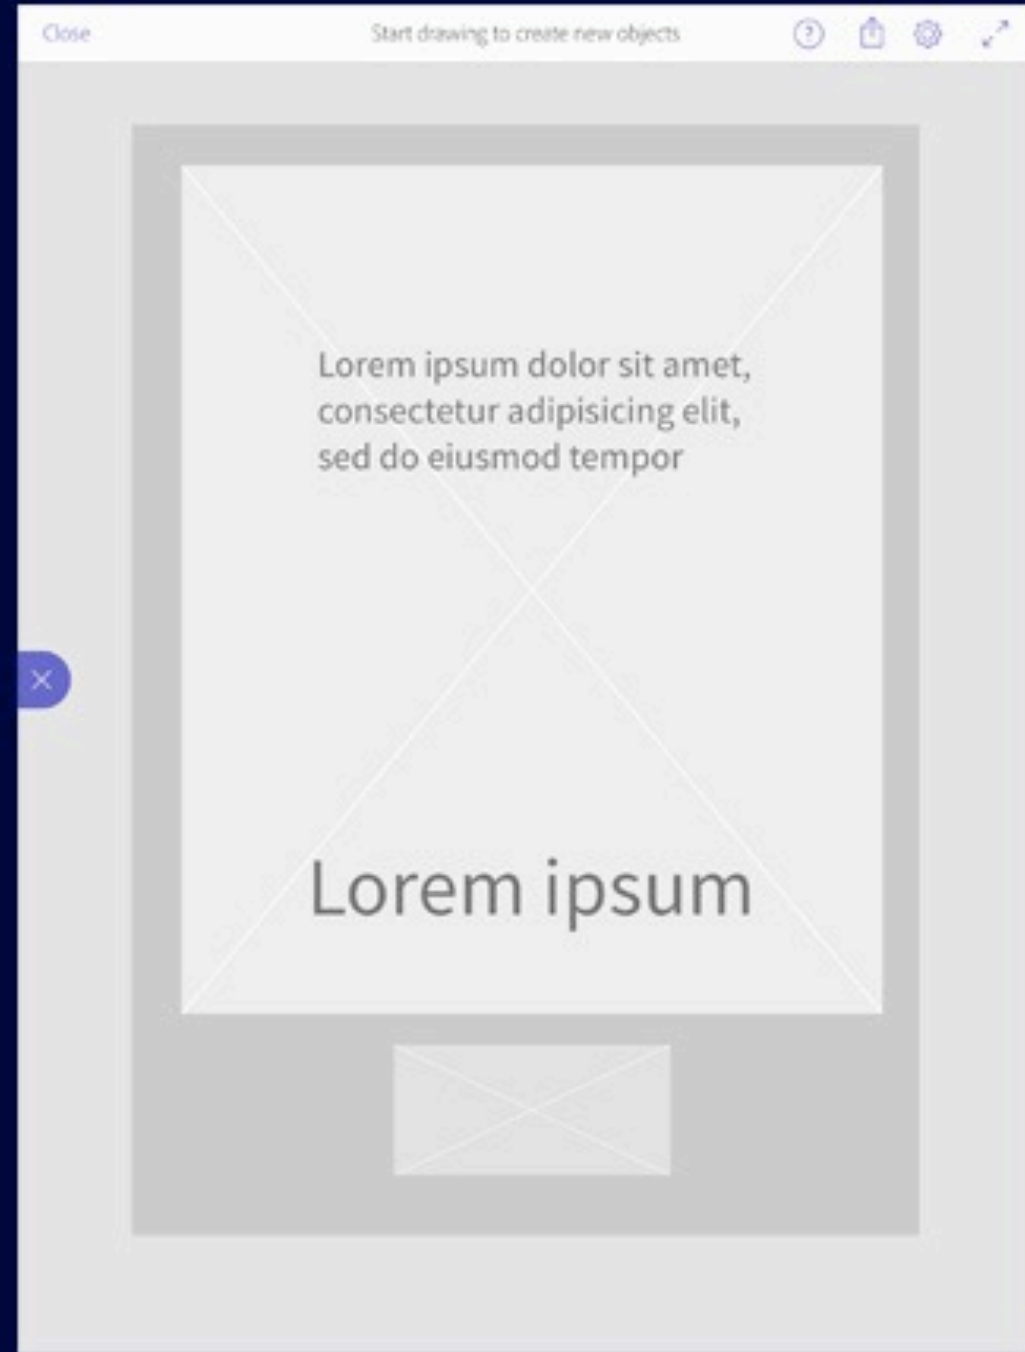 Close
Start drawing to create new objects
Lorem ipsum dolor sit amet,
consectetur adipisicing elit,
sed do eiusmod tempor
Lorem ipsum